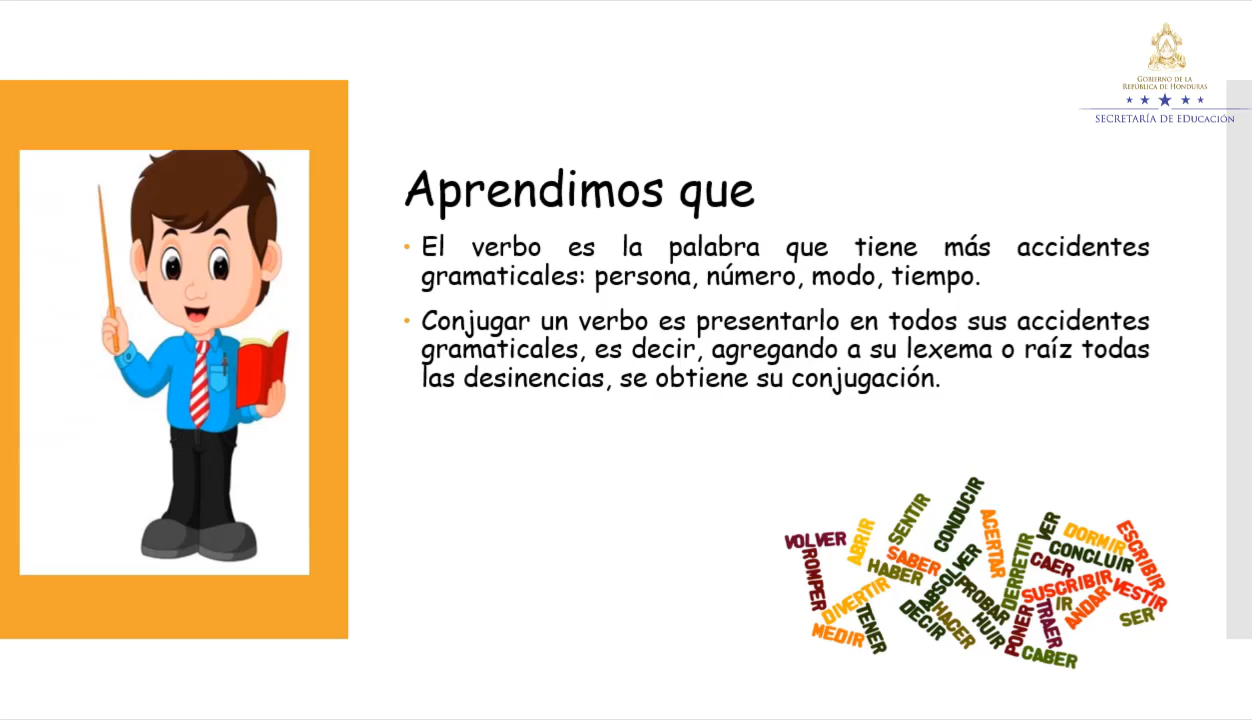 GOBIERNO DE LA
REPÚBLICA DE HONDURAS
SECRETARÍA DE EDUCACIÓN
Aprendimos que
• El verbo es la palabra que tiene más accidentes
gramaticales: persona, número, modo, tiempo.
• Conjugar un verbo es presentarlo en todos sus accidentes
gramaticales, es decir, agregando a su lexema o raíz todas
las desinencias, se obtiene su conjugación.
VOLVER
ROMPER
ABRIR
SENTIR
CONDUCIR
SABER
HABER
DIVERTIR
MEDIR
TENER
ABSOLVER
DECIR
HACER
PROBAR
HUIR
ACERTAR
DERRETIR
VER
DORMIR
CONCLUIR
ESCRIBIR
CAER
SUSCRIBIR
VESTIR
IR
ANDAR
SER
PONER
TRAER
CABER